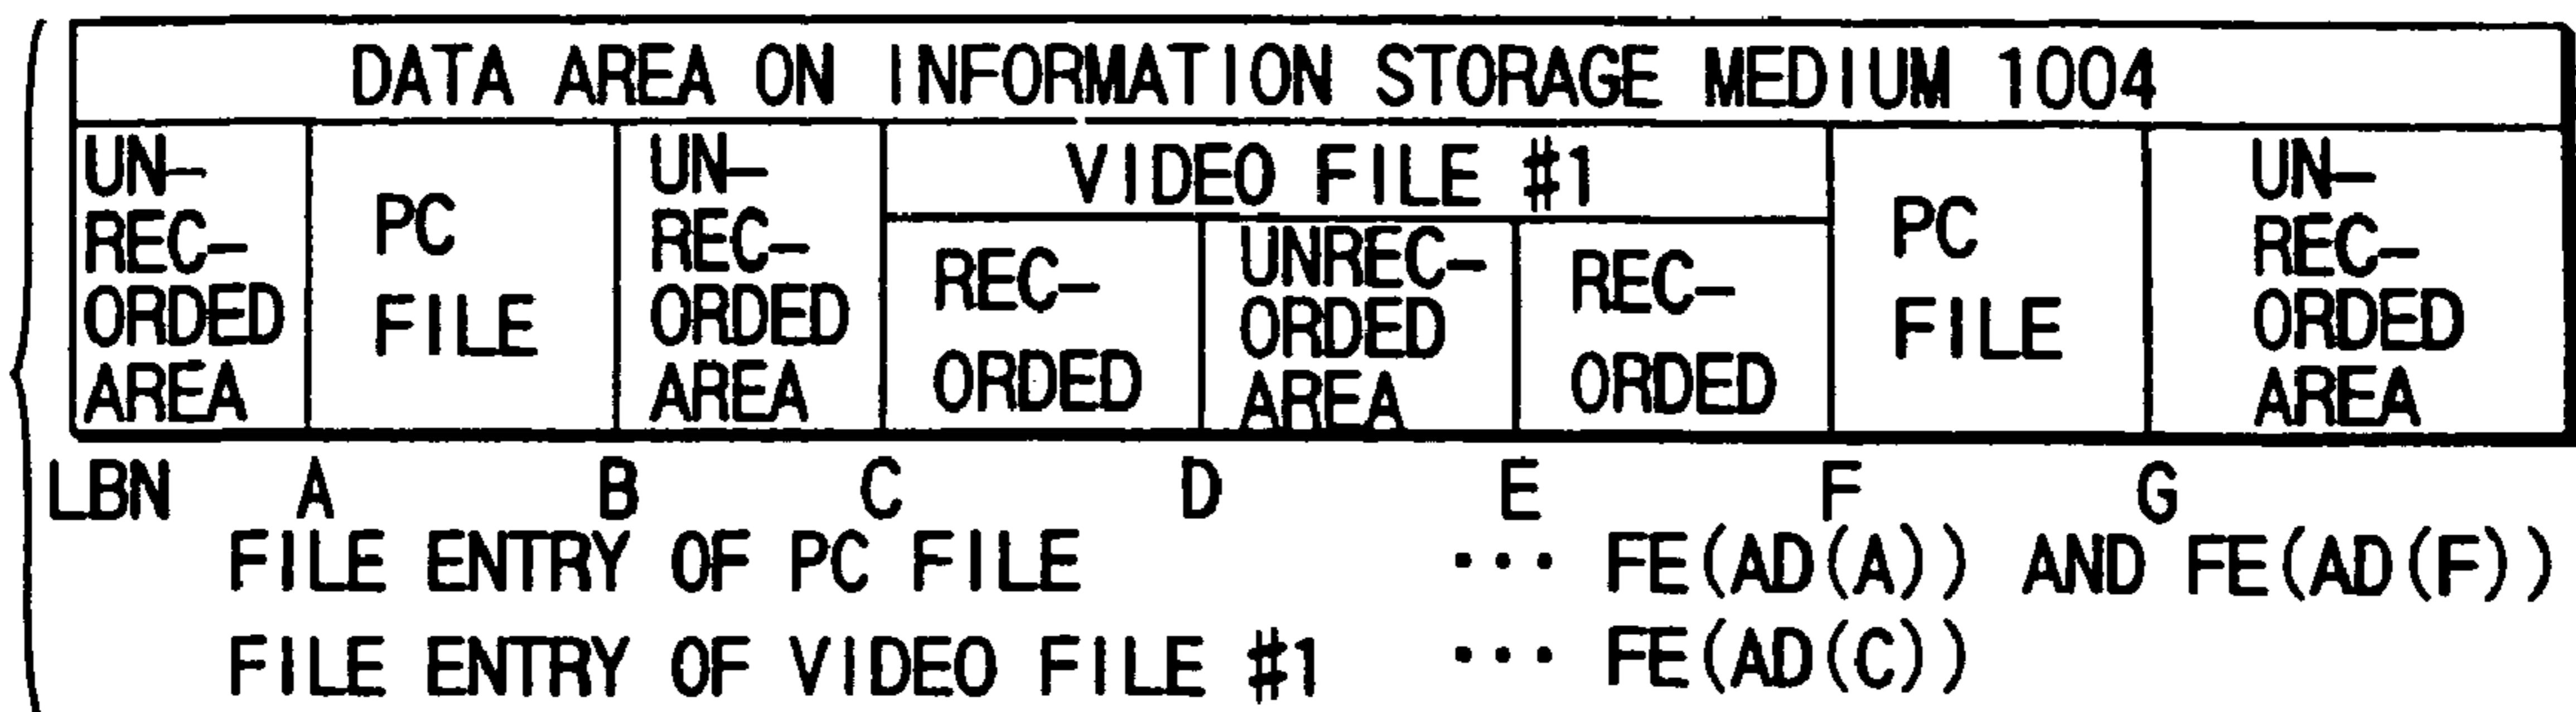 DATA AREA ON INFORMATION STORAGE MEDIUM 1004
UN-
REC-
ORDED
AREA
PC
FILE
UN-
REC-
ORDED
AREA
VIDEO FILE #1
REC-
ORDED
UNREC-
ORDED
AREA
REC-
ORDED
PC
FILE
UN-
REC-
ORDED
AREA
LBN A B C D E F G
FILE ENTRY OF PC FILE ··· FE(AD(A)) AND FE(AD(F))
FILE ENTRY OF VIDEO FILE #1 ··· FE(AD(C))